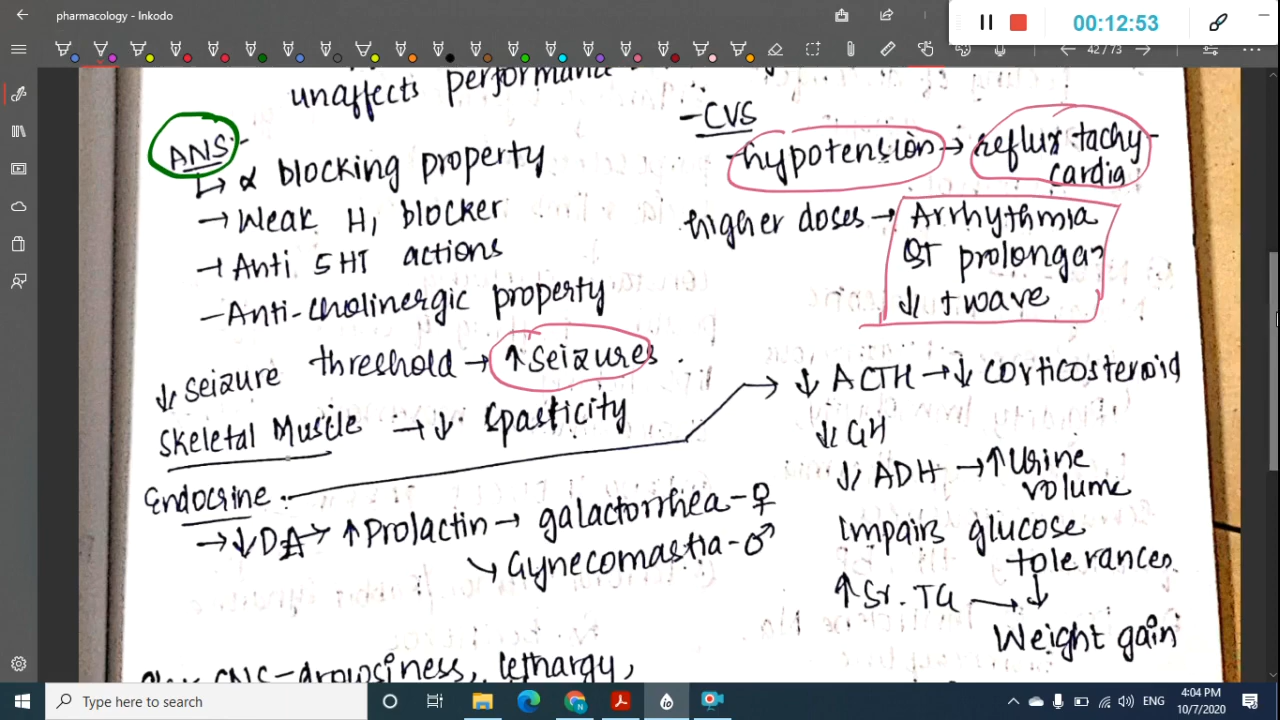 pharmacology - Inkodo
00:12:53
42 / 73
unaffects performanc
ANS:-
↳ α blocking property
→ Weak H₁ blocker
→ Anti 5HT actions
- Anti-cholinergic property
↓ seizure threshold → ↑ seizures.
Skeletal Muscle → ↓ Spasticity
Endocrine :
→ ↓ DA → ↑ Prolactin → galactorrhea - ♀
↘ Gynecomastia - ♂
- CVS
- hypotension → reflux tachy-
cardia
higher doses → Arrhythmia
QT prolongan
↓ T wave
→ ↓ ACTH → ↓ corticosteroid
↓ GH
↓ ADH → ↑ Urine
volume
Impairs glucose
tolerances
↑ Sr. TG → ↓
Weight gain
CNS - drowsiness, lethargy,
Type here to search
ENG
4:04 PM
10/7/2020